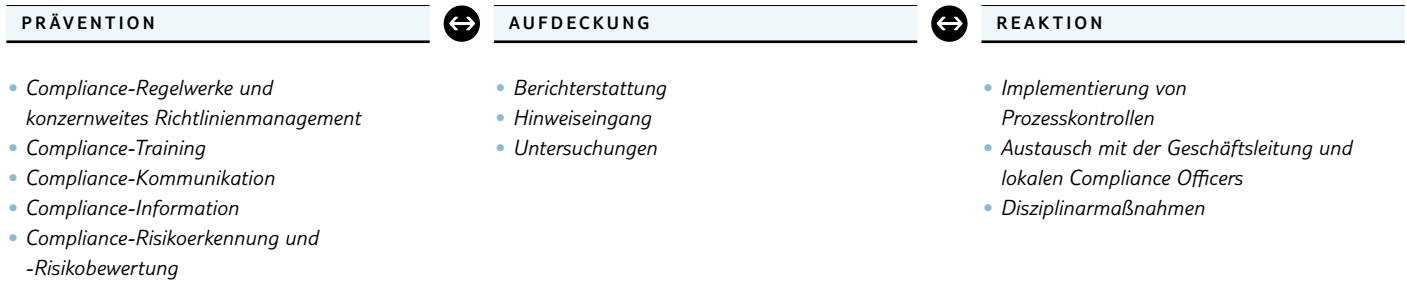 PRÄVENTION
• Compliance-Regelwerke und
konzernweites Richtlinienmanagement
• Compliance-Training
• Compliance-Kommunikation
• Compliance-Information
• Compliance-Risikoerkennung und
-Risikobewertung
AUFDECKUNG
• Berichterstattung
• Hinweiseingang
• Untersuchungen
REAKTION
• Implementierung von
Prozesskontrollen
• Austausch mit der Geschäftsleitung und
lokalen Compliance Officers
• Disziplinarmaßnahmen